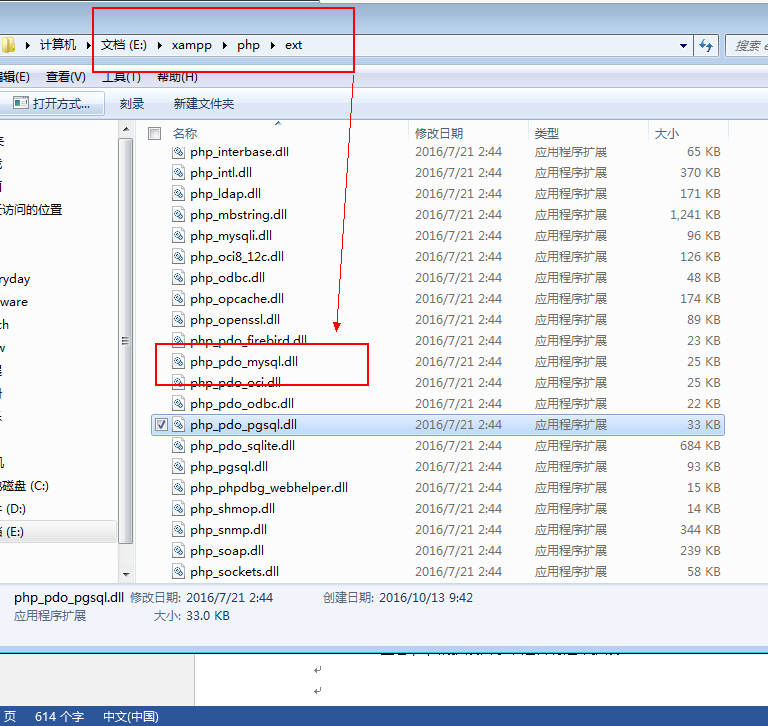 计算机 文档 (E:) xampp php ext 搜索
编辑(E) 查看(V) 工具(T) 帮助(H)
打开方式... 刻录 新建文件夹
名称 修改日期 类型 大小
php_interbase.dll 2016/7/21 2:44 应用程序扩展 65 KB
php_intl.dll 2016/7/21 2:44 应用程序扩展 370 KB
php_ldap.dll 2016/7/21 2:44 应用程序扩展 171 KB
php_mbstring.dll 2016/7/21 2:44 应用程序扩展 1,241 KB
访问的位置
php_mysqli.dll 2016/7/21 2:44 应用程序扩展 96 KB
php_oci8_12c.dll 2016/7/21 2:44 应用程序扩展 126 KB
ryday php_odbc.dll 2016/7/21 2:44 应用程序扩展 48 KB
ware php_opcache.dll 2016/7/21 2:44 应用程序扩展 174 KB
ch php_openssl.dll 2016/7/21 2:44 应用程序扩展 89 KB
php_pdo_firebird.dll 2016/7/21 2:44 应用程序扩展 23 KB
php_pdo_mysql.dll 2016/7/21 2:44 应用程序扩展 25 KB
php_pdo_oci.dll 2016/7/21 2:44 应用程序扩展 25 KB
php_pdo_odbc.dll 2016/7/21 2:44 应用程序扩展 22 KB
php_pdo_pgsql.dll 2016/7/21 2:44 应用程序扩展 33 KB
php_pdo_sqlite.dll 2016/7/21 2:44 应用程序扩展 684 KB
php_pgsql.dll 2016/7/21 2:44 应用程序扩展 93 KB
磁盘 (C:) php_phpdbg_webhelper.dll 2016/7/21 2:44 应用程序扩展 15 KB
(D:) php_shmop.dll 2016/7/21 2:44 应用程序扩展 14 KB
(E:) php_snmp.dll 2016/7/21 2:44 应用程序扩展 344 KB
php_soap.dll 2016/7/21 2:44 应用程序扩展 239 KB
php_sockets.dll 2016/7/21 2:44 应用程序扩展 58 KB
php_pdo_pgsql.dll 修改日期: 2016/7/21 2:44 创建日期: 2016/10/13 9:42
应用程序扩展 大小: 33.0 KB
页 614 个字 中文(中国)